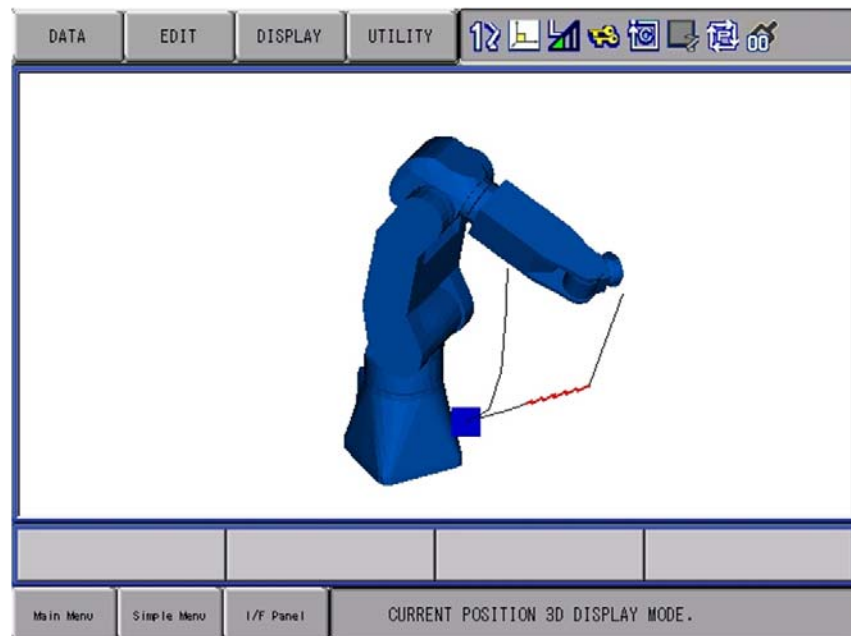 DATA
EDIT
DISPLAY
UTILITY
Main Menu
Simple Menu
I/F Panel
CURRENT POSITION 3D DISPLAY MODE.